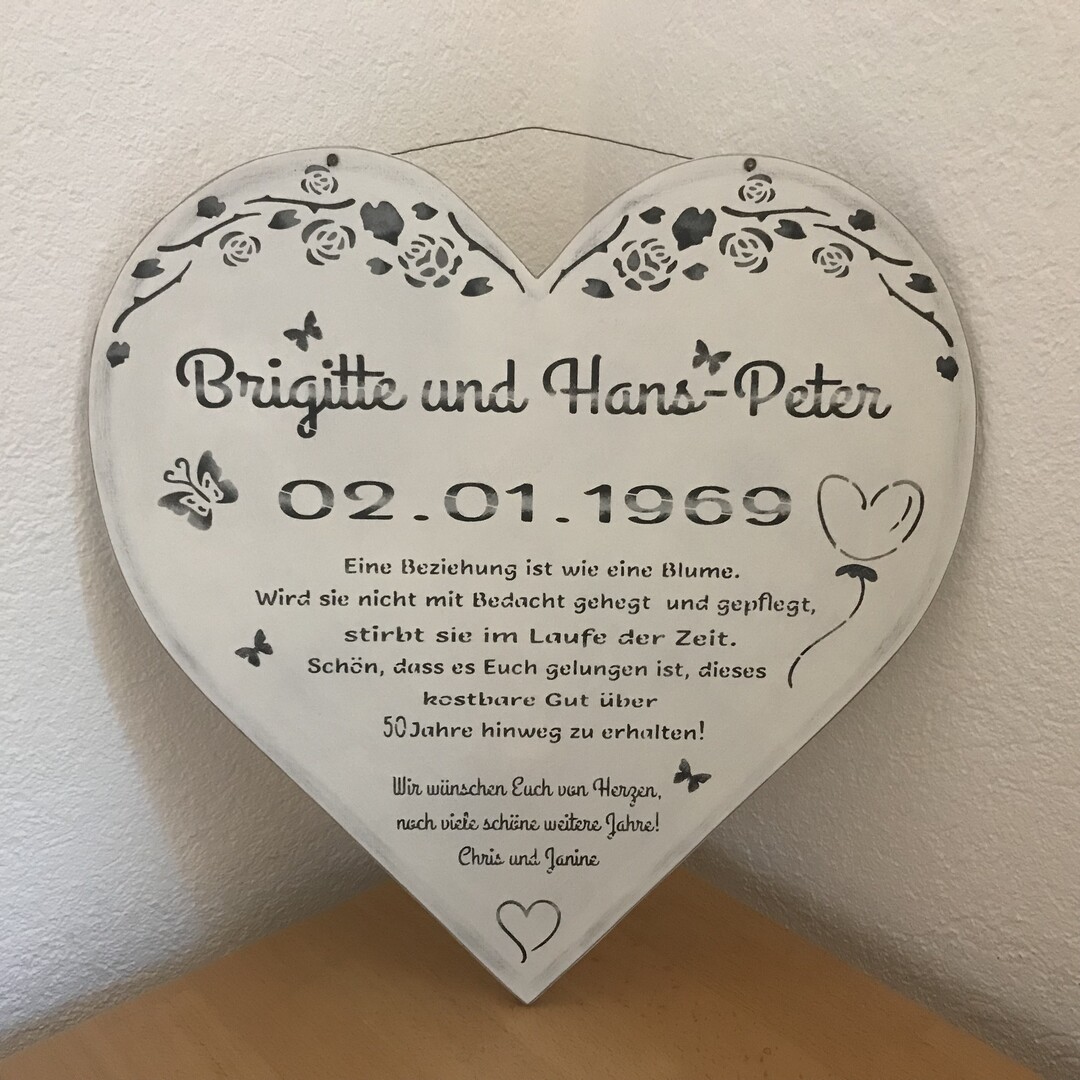 Brigitte und Hans-Peter
02.01.1969
Eine Beziehung ist wie eine Blume.
Wird sie nicht mit Bedacht gehegt und gepflegt,
stirbt sie im Laufe der Zeit.
Schön, dass es Euch gelungen ist, dieses
kostbare Gut über
50 Jahre hinweg zu erhalten!
Wir wünschen Euch von Herzen,
noch viele schöne weitere Jahre!
Chris und Janine